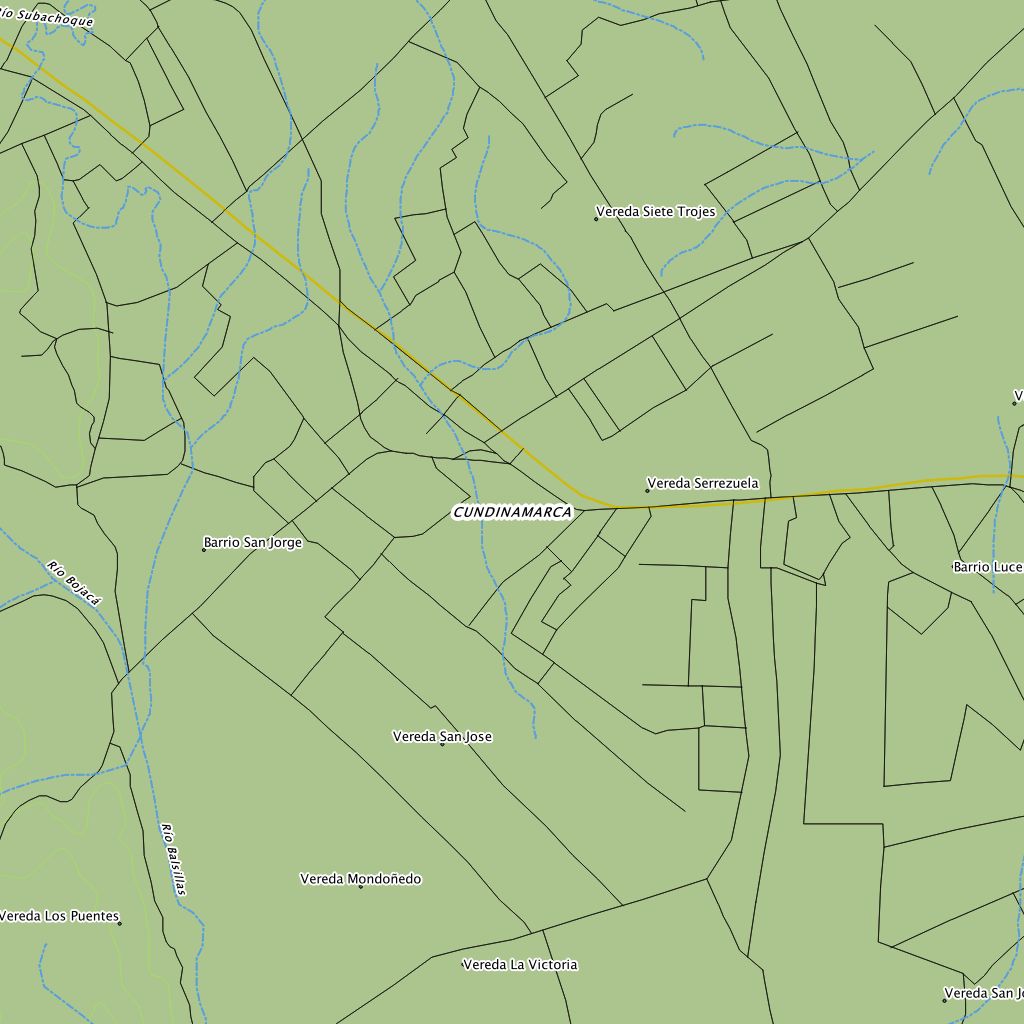 Río Subachoque
Vereda Siete Trojes
V
Vereda Serrezuela
CUNDINAMARCA
Barrio San Jorge
Barrio Luce
Río Bojacá
Vereda San Jose
Río Balsillas
Vereda Mondoñedo
Vereda Los Puentes
Vereda La Victoria
Vereda San Jo